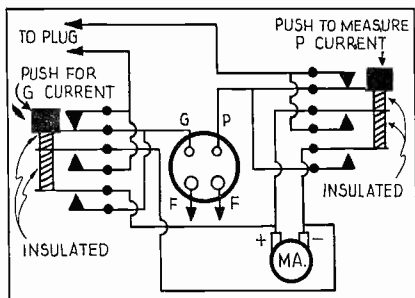 TO PLUG
PUSH TO MEASURE
P CURRENT
PUSH FOR
G CURRENT
G
P
F
F
INSULATED
INSULATED
+
-
MA.